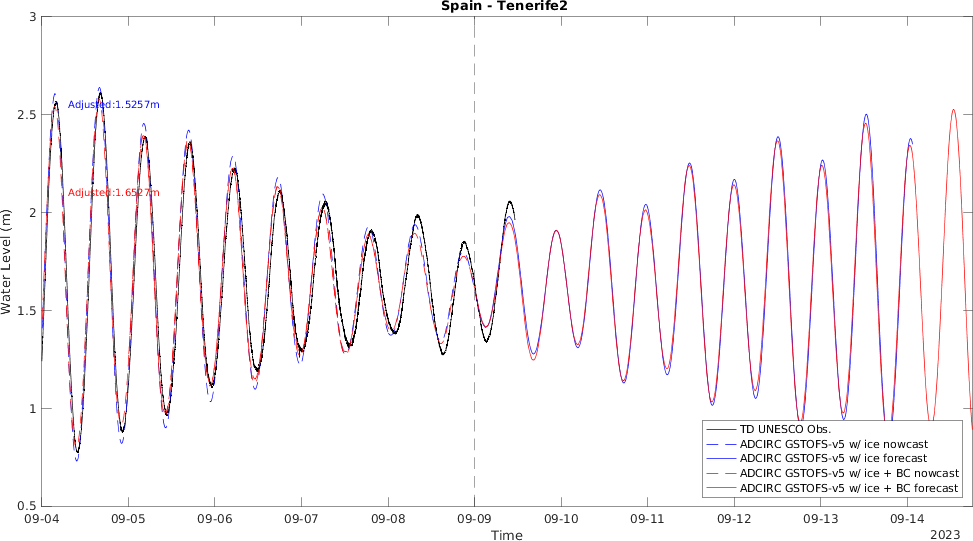 Spain - Tenerife2
3
2.5
2
1.5
1
0.5
Water Level (m)
Adjusted:1.5257m
Adjusted:1.6527m
TD UNESCO Obs.
ADCIRC GSTOFS-v5 w/ ice nowcast
ADCIRC GSTOFS-v5 w/ ice forecast
ADCIRC GSTOFS-v5 w/ ice + BC nowcast
ADCIRC GSTOFS-v5 w/ ice + BC forecast
09-04 09-05 09-06 09-07 09-08 09-09 09-10 09-11 09-12 09-13 09-14
Time
2023